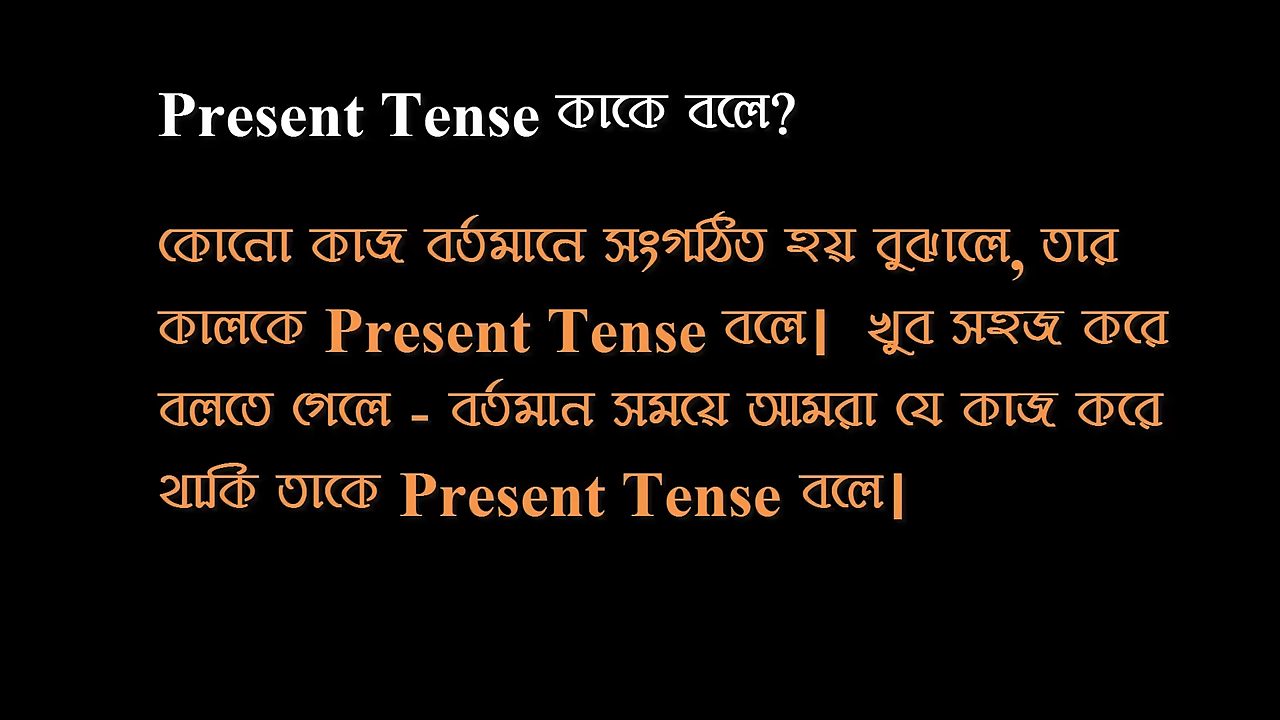 Present Tense কাকে বলে?
কোনো কাজ বর্তমানে সংগঠিত হয় বুঝালে, তার
কালকে Present Tense বলে। খুব সহজ করে
বলতে গেলে - বর্তমান সময়ে আমরা যে কাজ করে
থাকি তাকে Present Tense বলে।